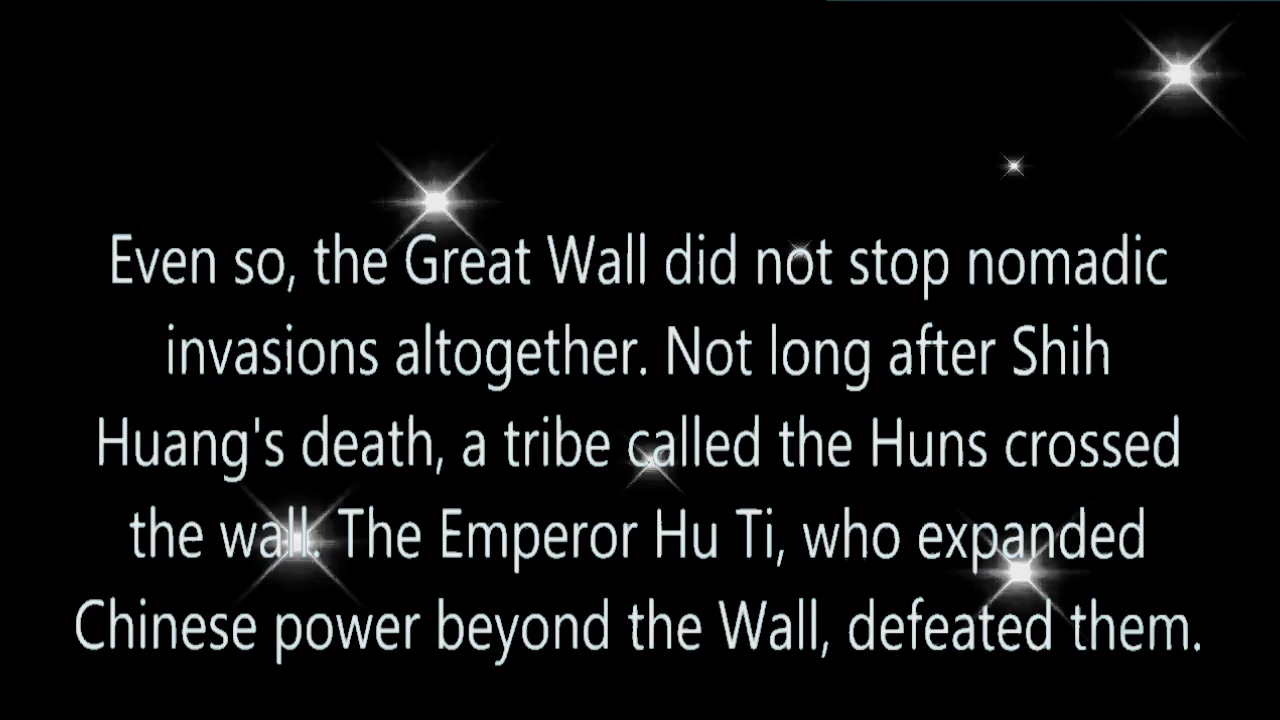 Even so, the Great Wall did not stop nomadic
invasions altogether. Not long after Shih
Huang's death, a tribe called the Huns crossed
the wall. The Emperor Hu Ti, who expanded
Chinese power beyond the Wall, defeated them.